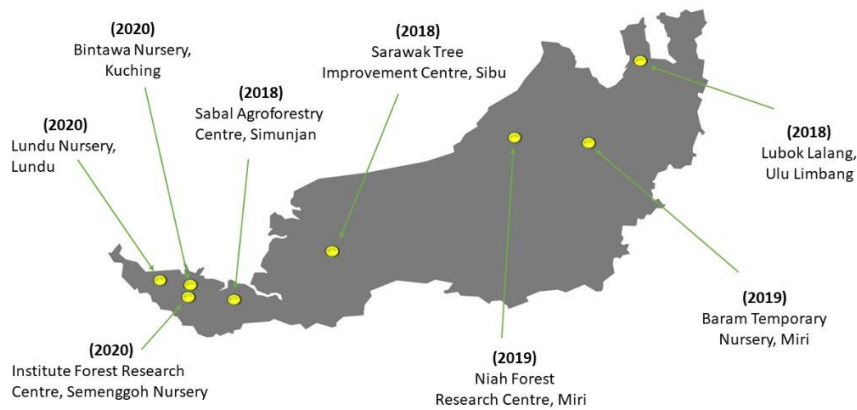 (2020)
Bintawa Nursery,
Kuching
(2018)
Sarawak Tree
Improvement Centre, Sibu
(2018)
Sabal Agroforestry
Centre, Simunjan
(2020)
Lundu Nursery,
Lundu
(2018)
Lubok Lalang,
Ulu Limbang
(2019)
Baram Temporary
Nursery, Miri
(2020)
Institute Forest Research
Centre, Semenggoh Nursery
(2019)
Niah Forest
Research Centre, Miri